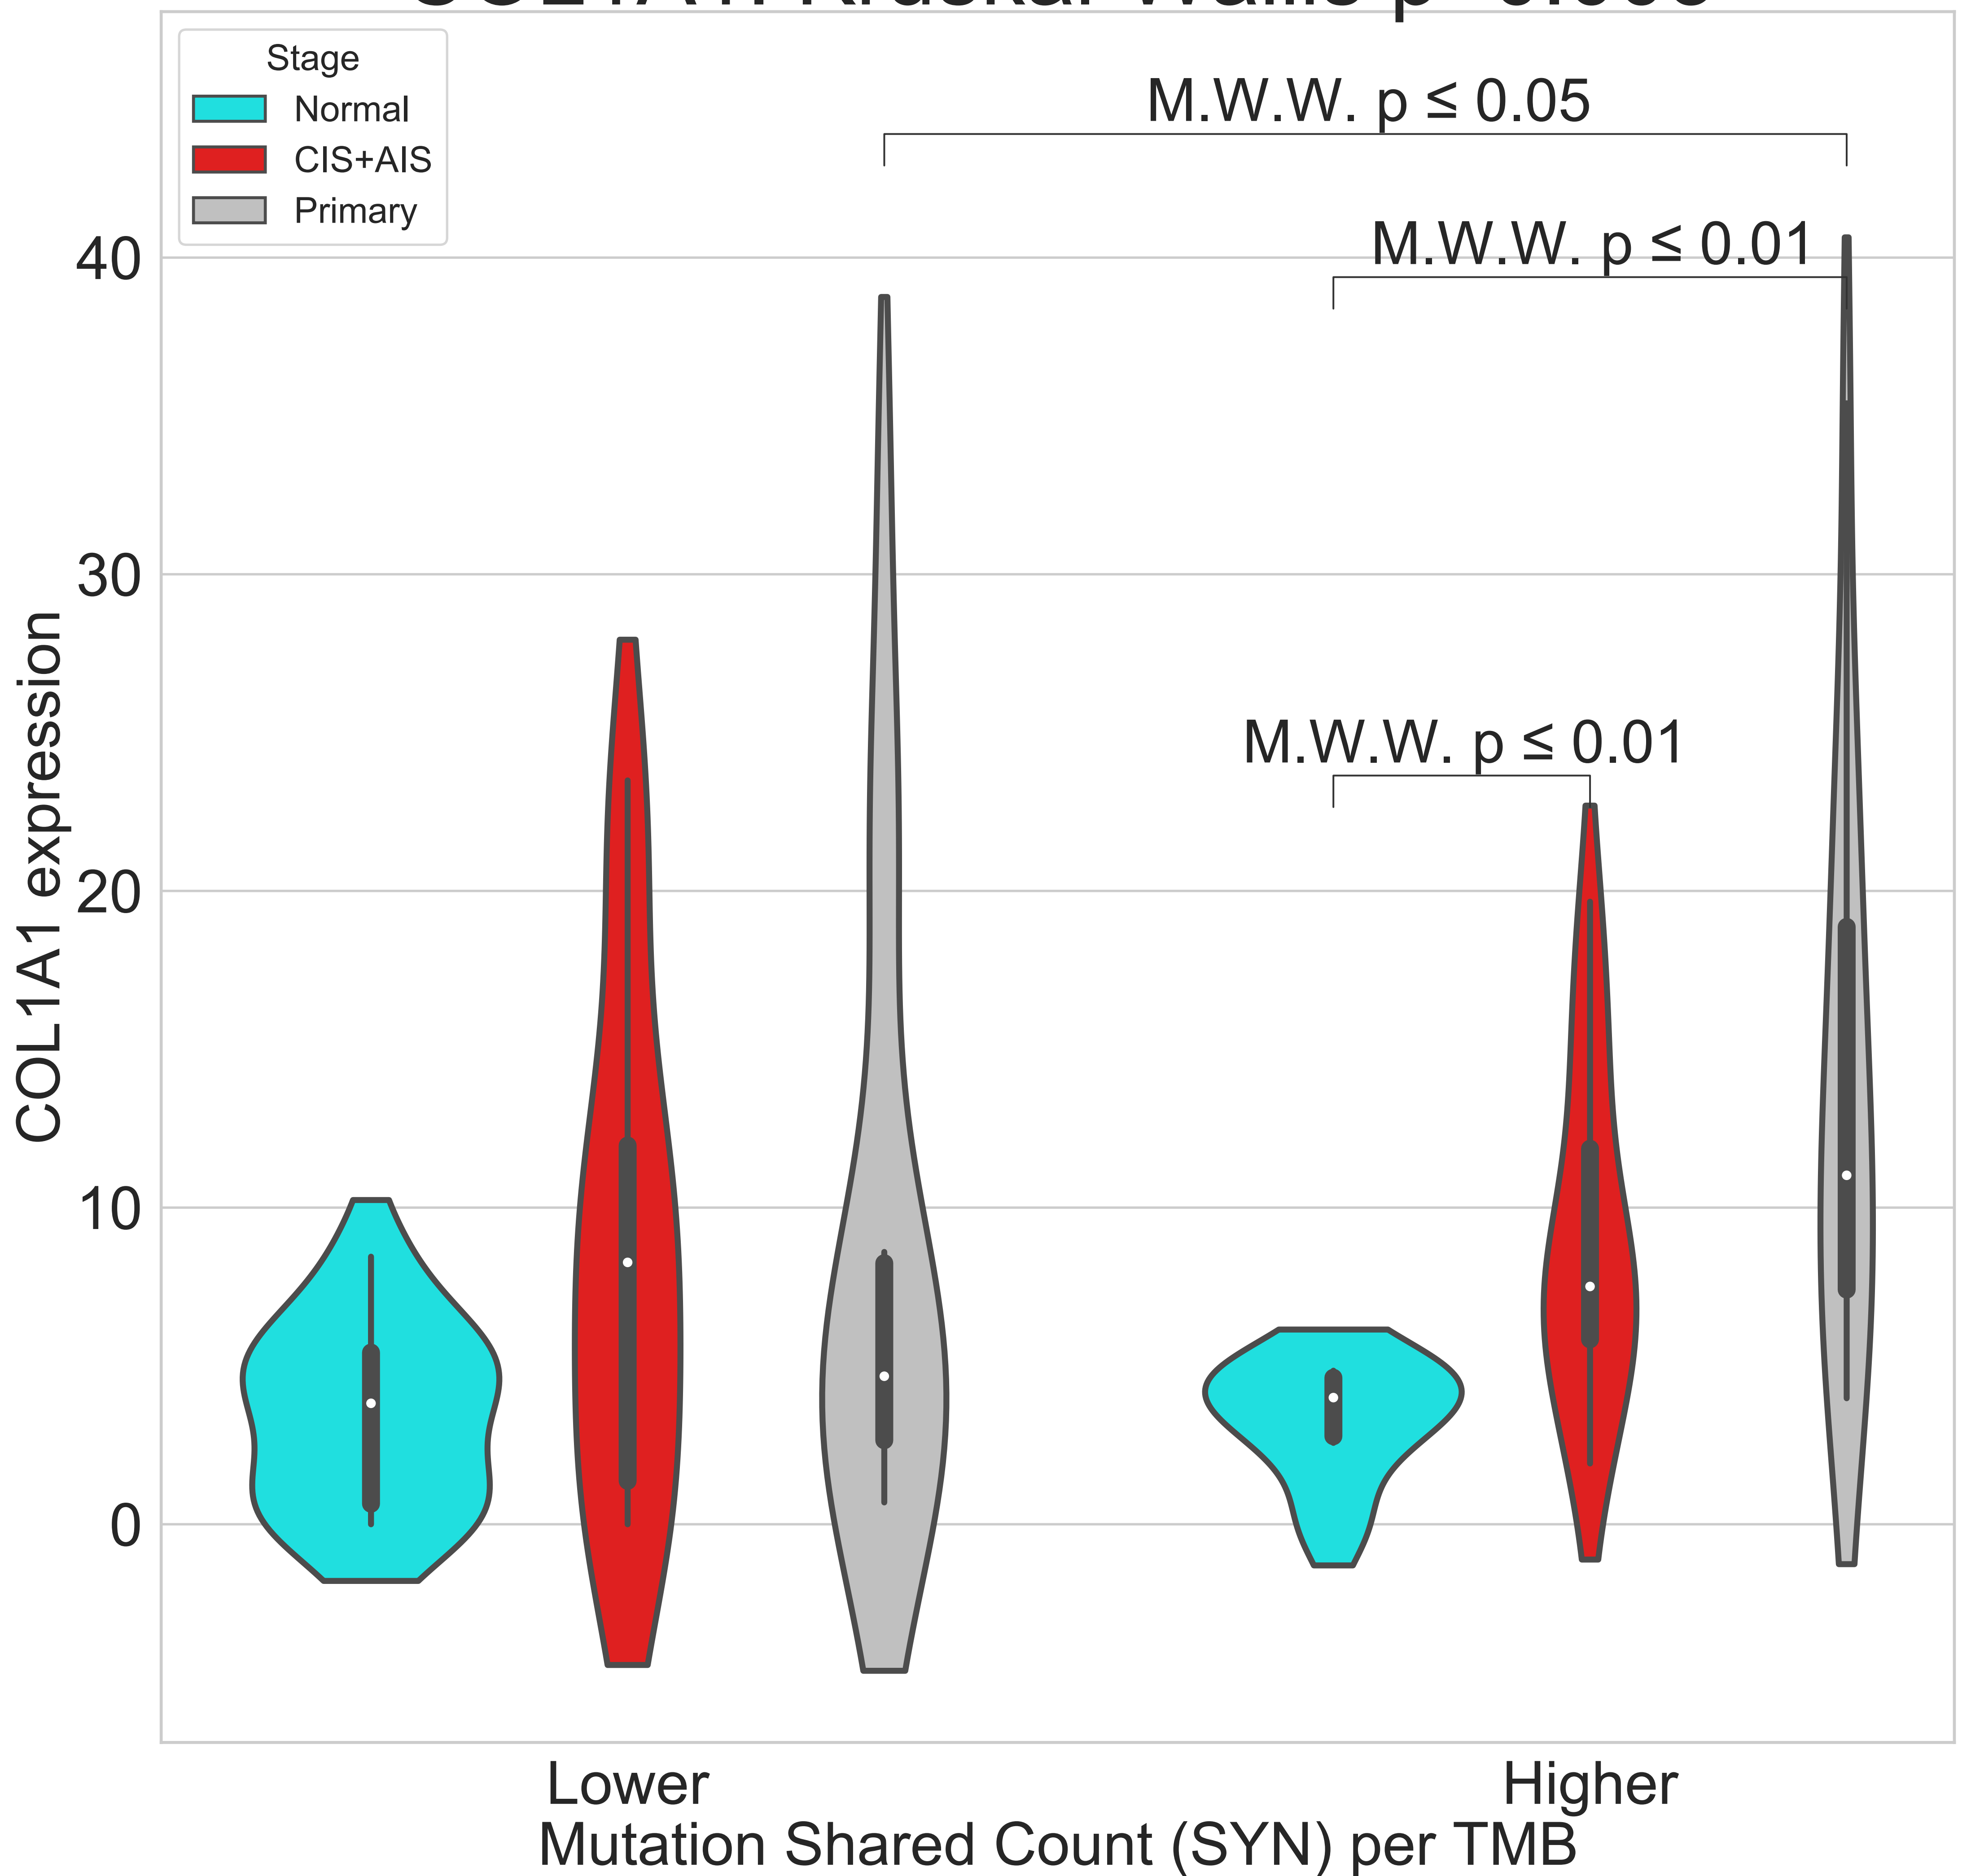 Stage
Normal
CIS+AIS
Primary
M.W.W. p ≤ 0.05
M.W.W. p ≤ 0.01
M.W.W. p ≤ 0.01
40
30
20
10
0
COL1A1 expression
Lower
Higher
Mutation Shared Count (SYN) per TMB